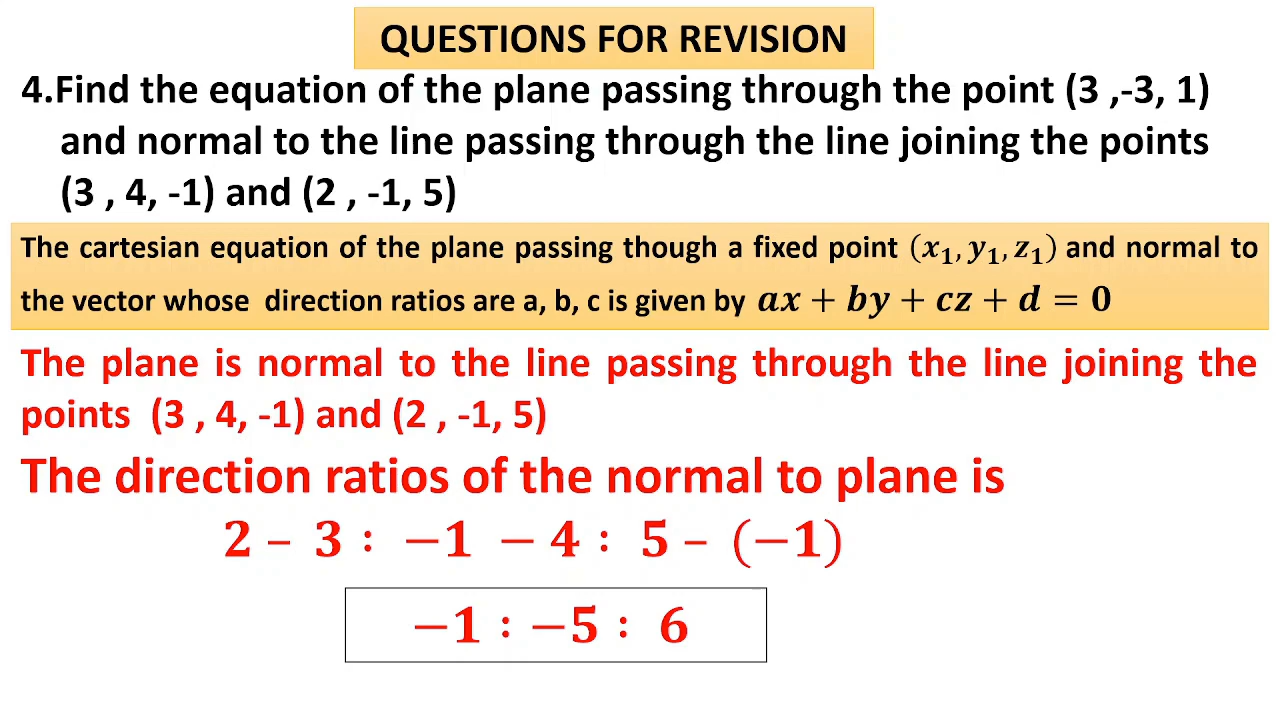 QUESTIONS FOR REVISION
4.Find the equation of the plane passing through the point (3 ,-3, 1)
and normal to the line passing through the line joining the points
(3 , 4, -1) and (2 , -1, 5)
The cartesian equation of the plane passing though a fixed point (x₁, y₁, z₁) and normal to
the vector whose direction ratios are a, b, c is given by ax + by + cz + d = 0
The plane is normal to the line passing through the line joining the
points (3 , 4, -1) and (2 , -1, 5)
The direction ratios of the normal to plane is
2 – 3 : −1 − 4 : 5 – (−1)
−1 : −5 : 6